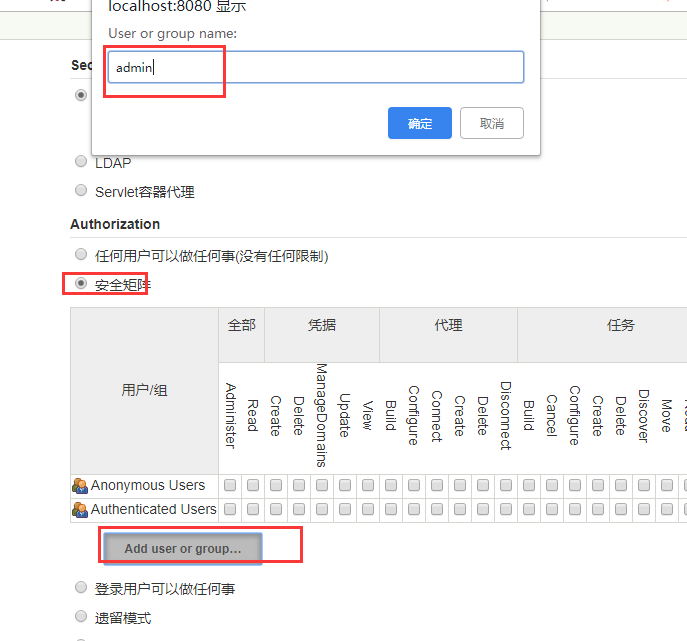 localhost:8080 显示
User or group name:
admin
确定
取消
Sec
LDAP
Servlet容器代理
Authorization
任何用户可以做任何事(没有任何限制)
安全矩阵
用户/组
全部
凭据
代理
任务
Administer
Read
Create
Delete
ManageDomains
Update
View
Build
Configure
Connect
Create
Delete
Disconnect
Build
Cancel
Configure
Create
Delete
Discover
Move
Anonymous Users
Authenticated Users
Add user or group...
登录用户可以做任何事
遗留模式